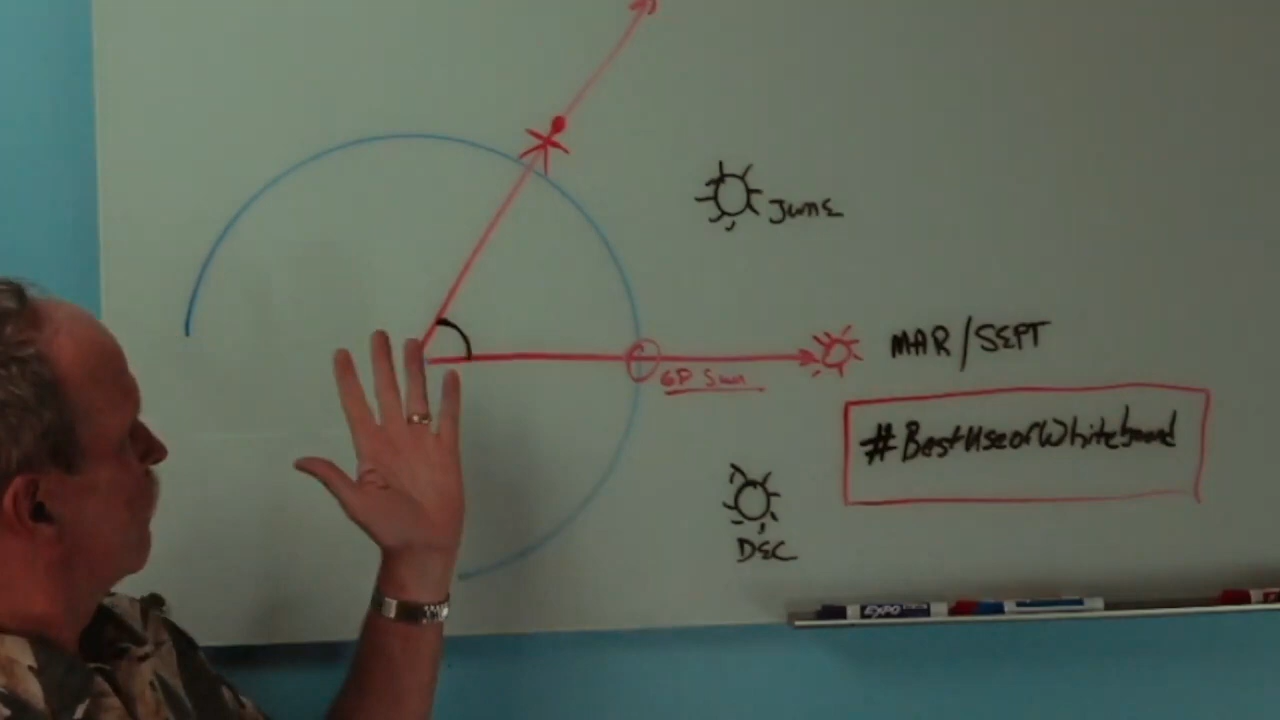 JUNE
MAR/SEPT
GP Sun
#BestUseofWhiteboard
DEC
EXPO